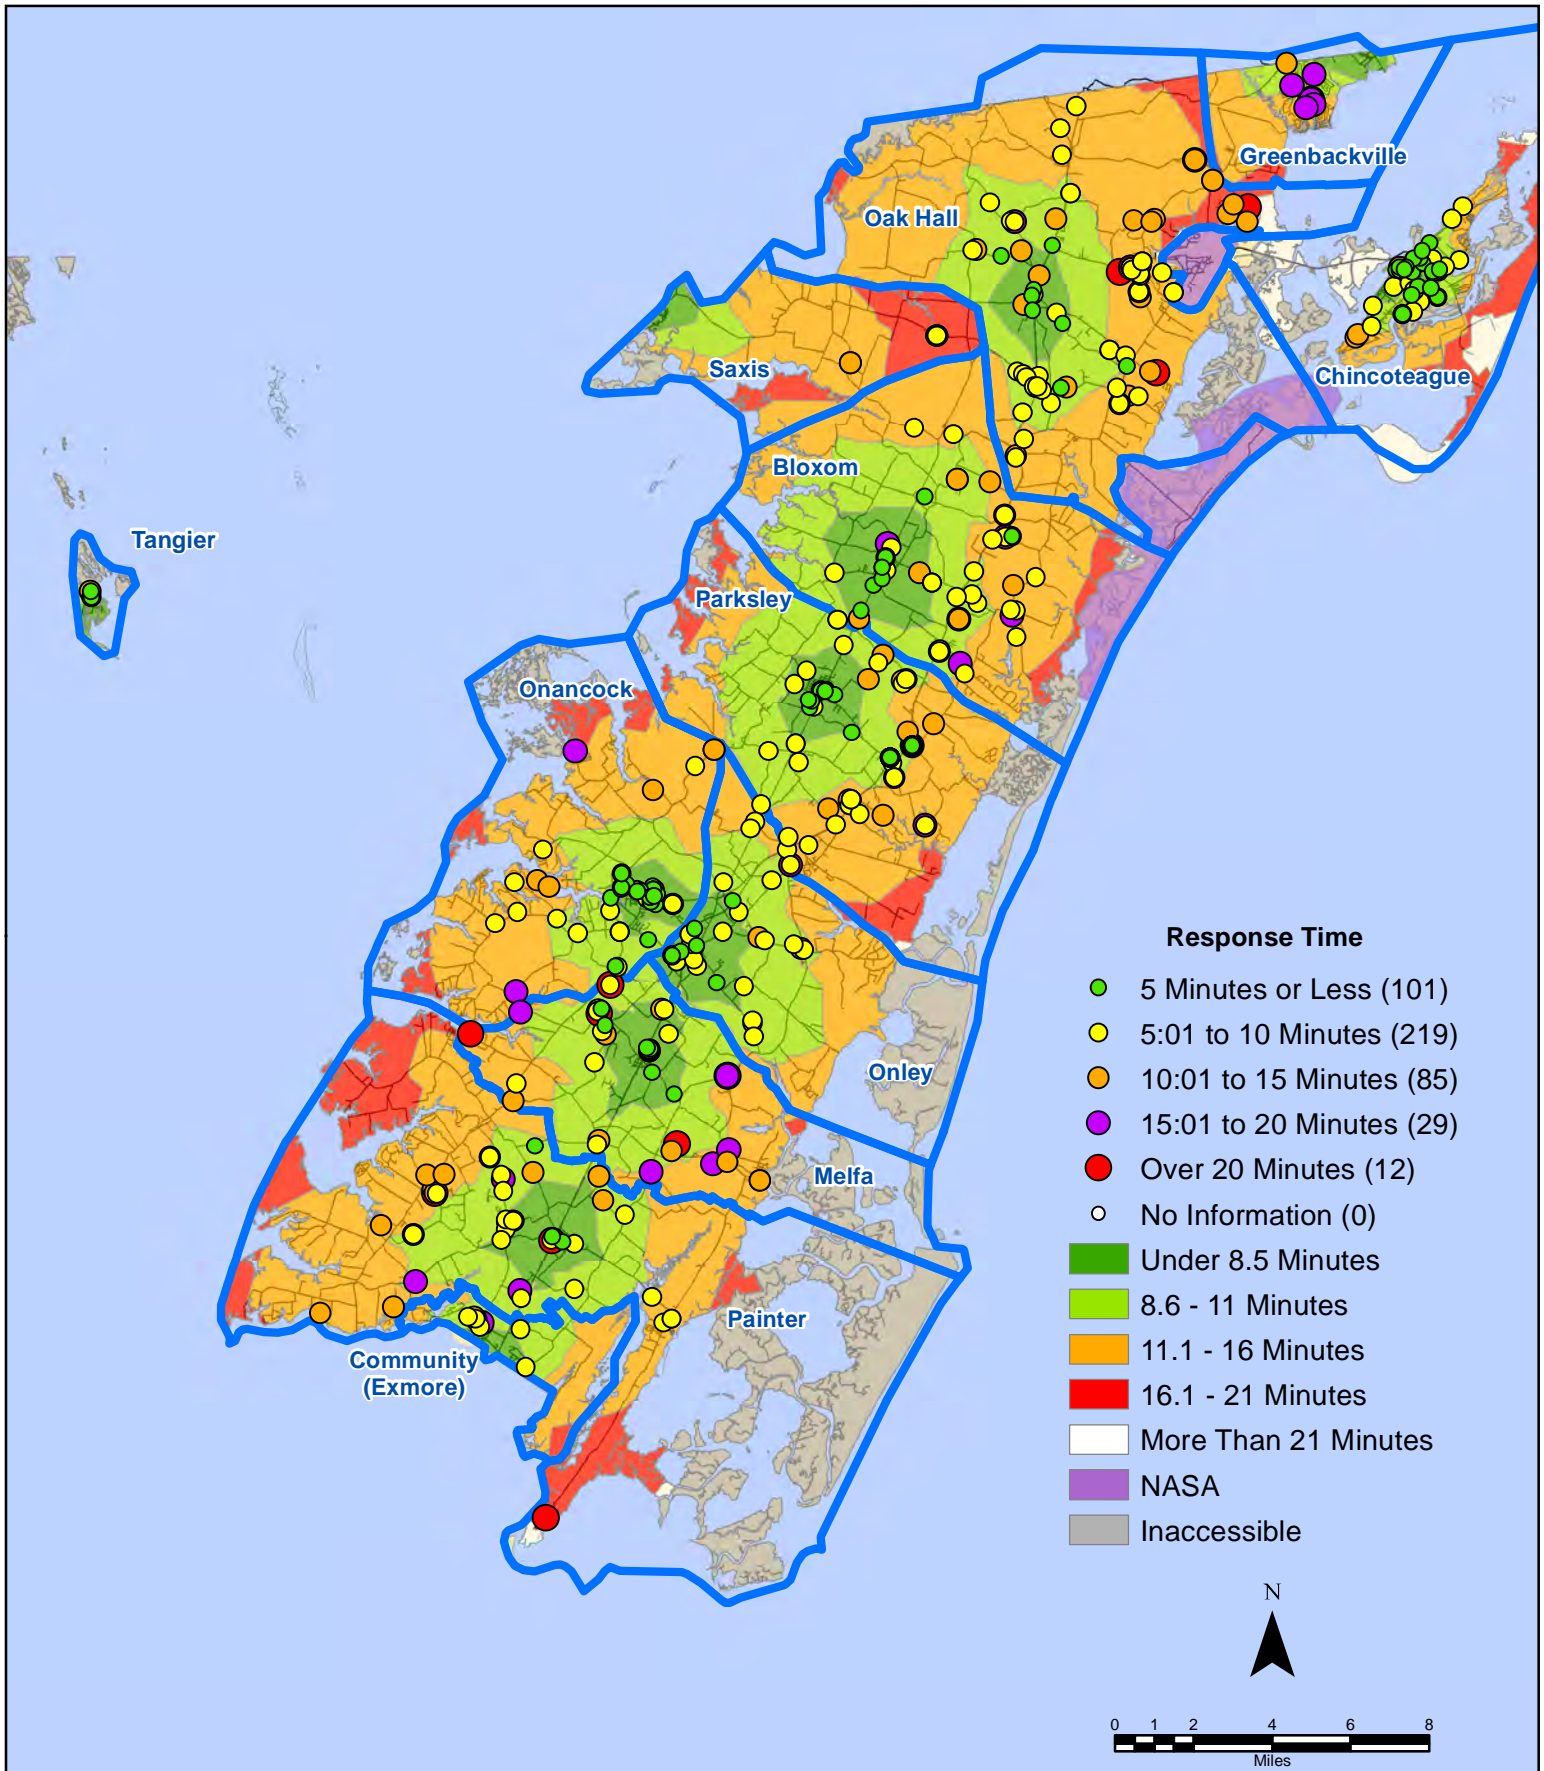 Greenbackville
Oak Hall
Saxis
Chincoteague
Bloxom
Tangier
Parksley
Onancock
Response Time
5 Minutes or Less (101)
5:01 to 10 Minutes (219)
10:01 to 15 Minutes (85)
15:01 to 20 Minutes (29)
Over 20 Minutes (12)
No Information (0)
Under 8.5 Minutes
8.6 - 11 Minutes
11.1 - 16 Minutes
16.1 - 21 Minutes
More Than 21 Minutes
NASA
Inaccessible
Onley
Melfa
Painter
Community
(Exmore)
N
0 1 2 4 6 8
Miles